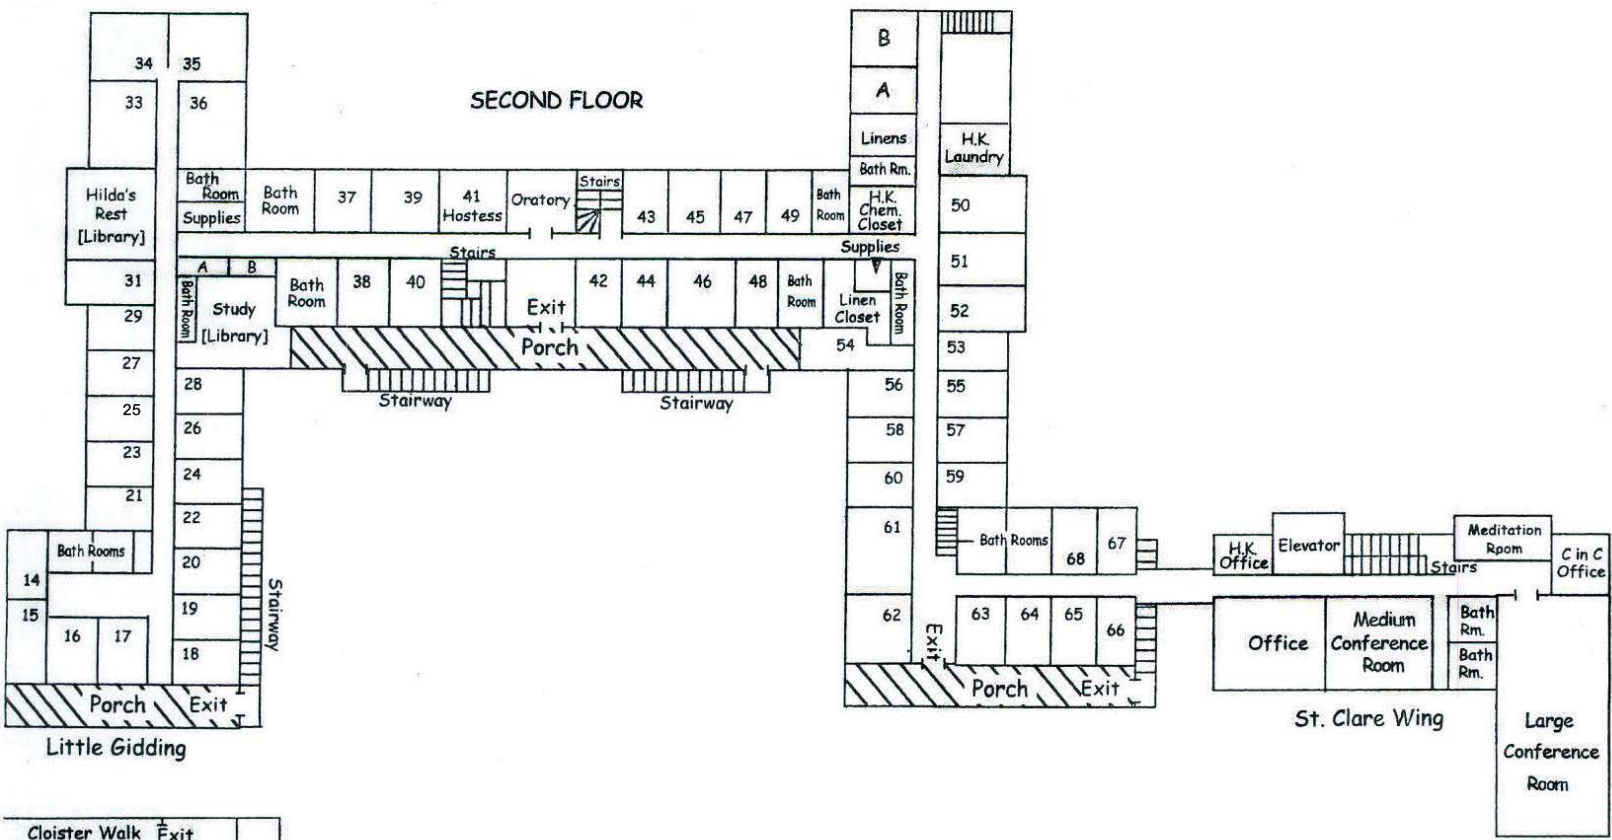 34
35
33
36
SECOND FLOOR
B
A
Linens
Bath Rm.
H.K.
Chem.
Closet
H.K.
Laundry
Hilda's
Rest
[Library]
Bath
Room
Supplies
Bath
Room
37
39
41
Hostess
Oratory
Stairs
43
45
47
49
Bath
Room
50
Supplies
Stairs
31
A
B
Bath Room
Study
[Library]
Bath
Room
38
40
Exit
42
44
46
48
Bath
Room
Linen
Closet
Bath Room
51
52
29
Porch
54
53
27
28
Stairway
Stairway
56
55
25
26
58
57
23
24
60
59
21
22
61
Bath Rooms
68
67
Bath Rooms
14
20
Stairway
15
16
17
19
18
62
Exit
63
64
65
66
H.K.
Office
Elevator
Stairs
Meditation
Room
C in C
Office
Office
Medium
Conference
Room
Bath
Rm.
Bath
Rm.
Porch
Exit
Little Gidding
Porch
Exit
St. Clare Wing
Large
Conference
Room
Cloister Walk
Exit